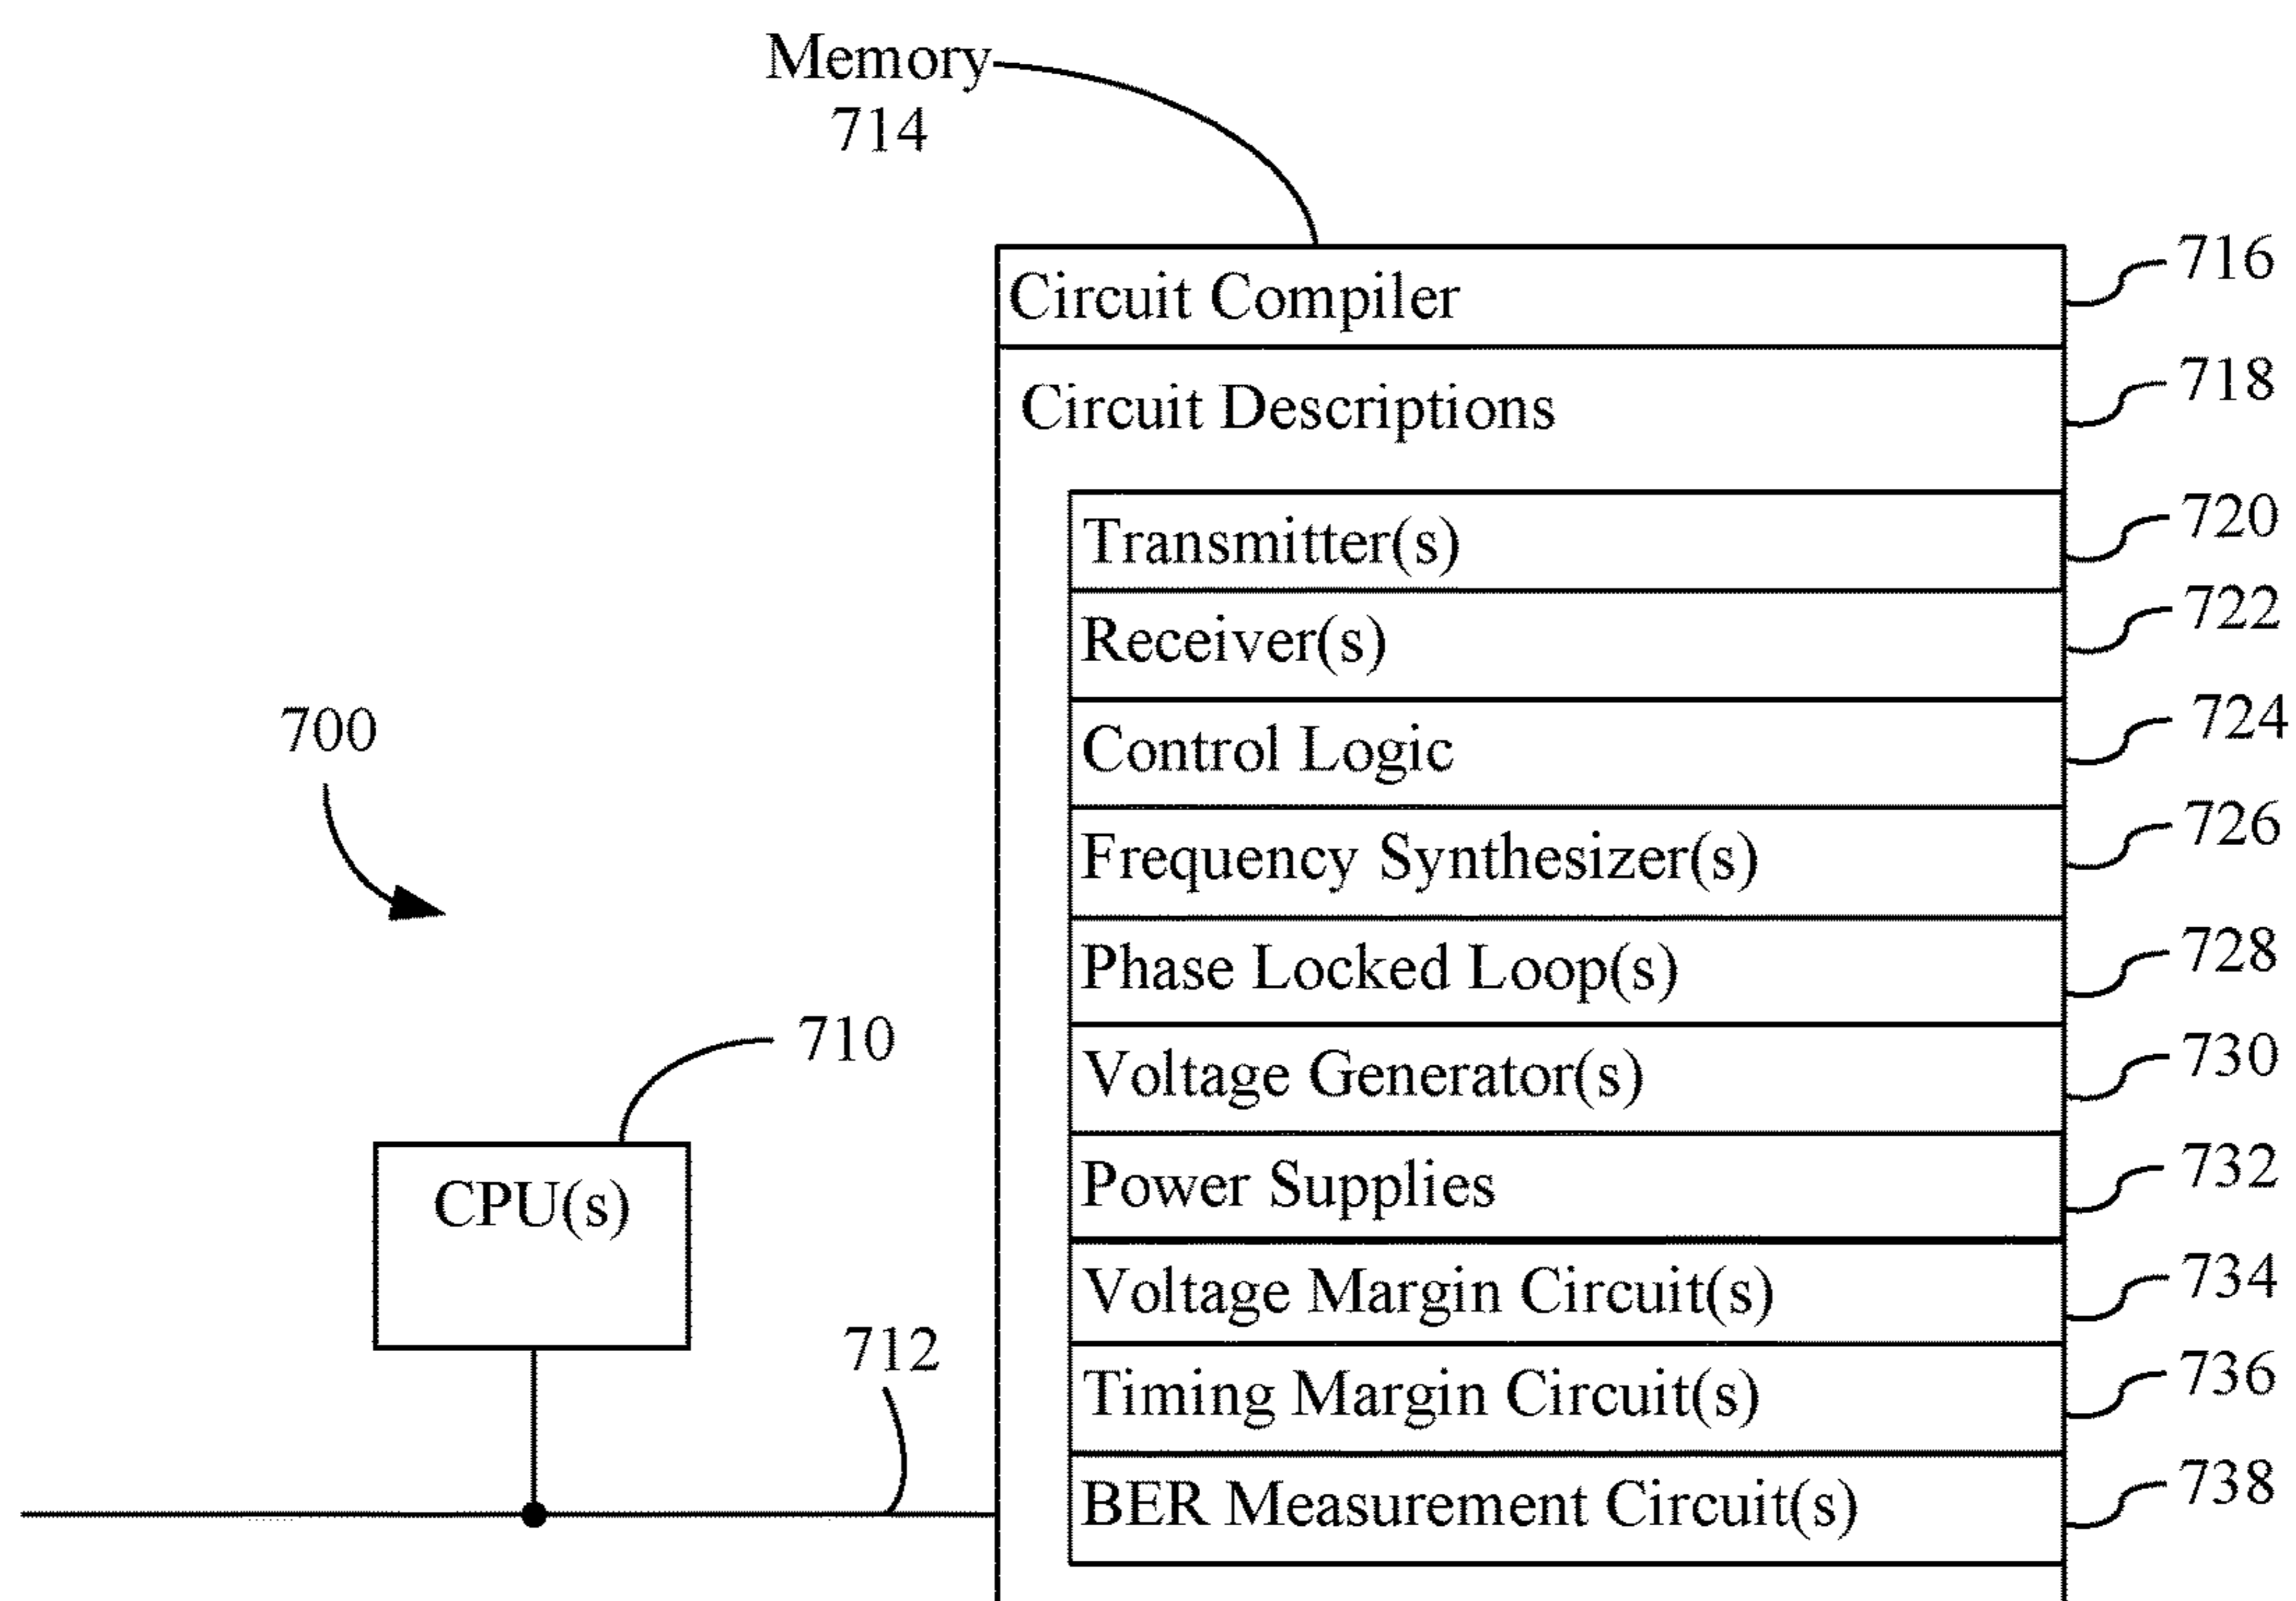 Memory
714
Circuit Compiler
716
Circuit Descriptions
718
Transmitter(s)
720
Receiver(s)
722
700
Control Logic
724
Frequency Synthesizer(s)
726
Phase Locked Loop(s)
728
710
Voltage Generator(s)
730
CPU(s)
Power Supplies
732
712
Voltage Margin Circuit(s)
734
Timing Margin Circuit(s)
736
BER Measurement Circuit(s)
738